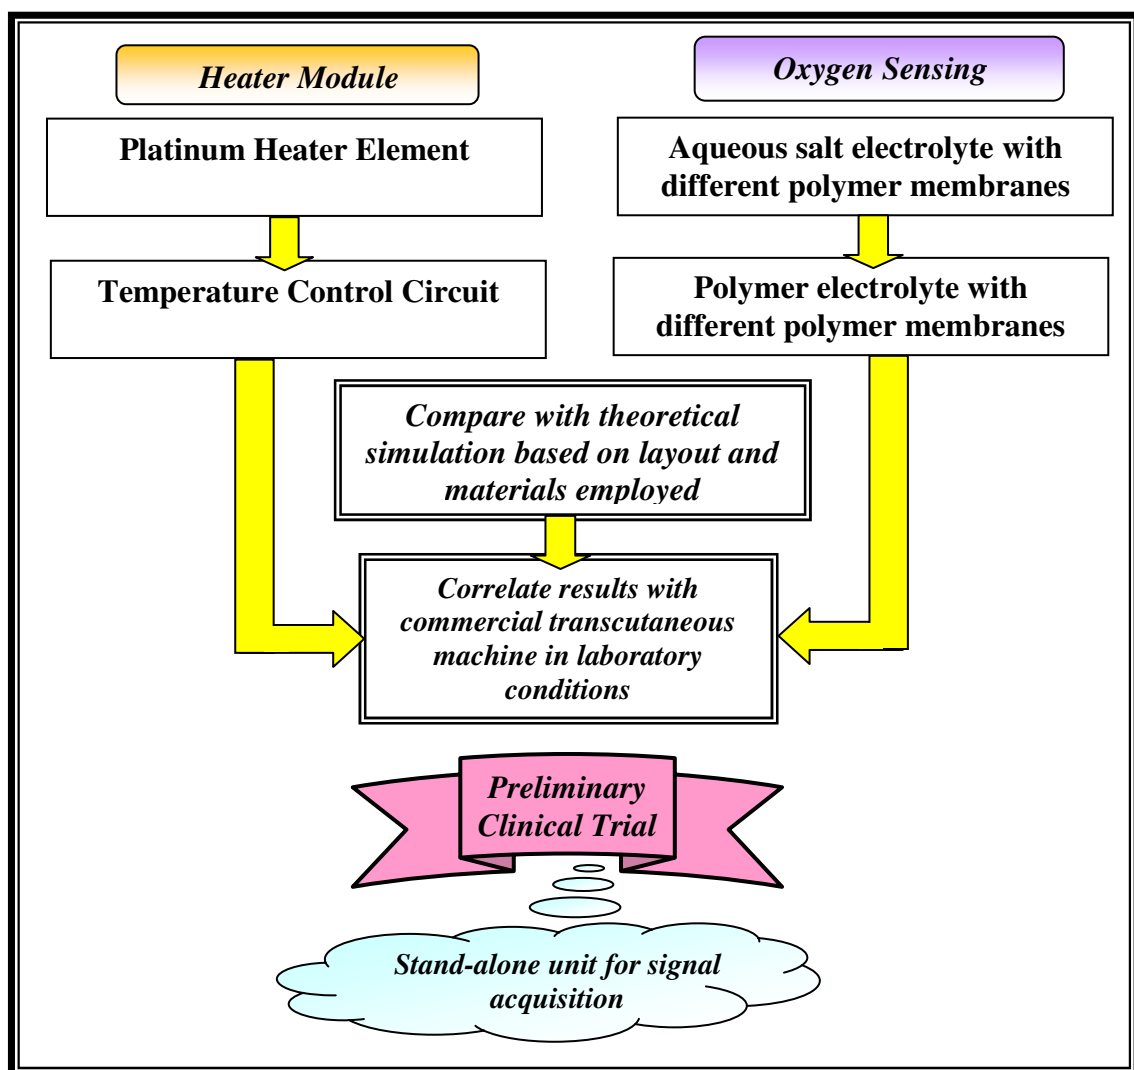 Heater Module
Platinum Heater Element
Temperature Control Circuit
Oxygen Sensing
Aqueous salt electrolyte with
different polymer membranes
Polymer electrolyte with
different polymer membranes
Compare with theoretical
simulation based on layout and
materials employed
Correlate results with
commercial transcutaneous
machine in laboratory
conditions
Preliminary
Clinical Trial
Stand-alone unit for signal
acquisition